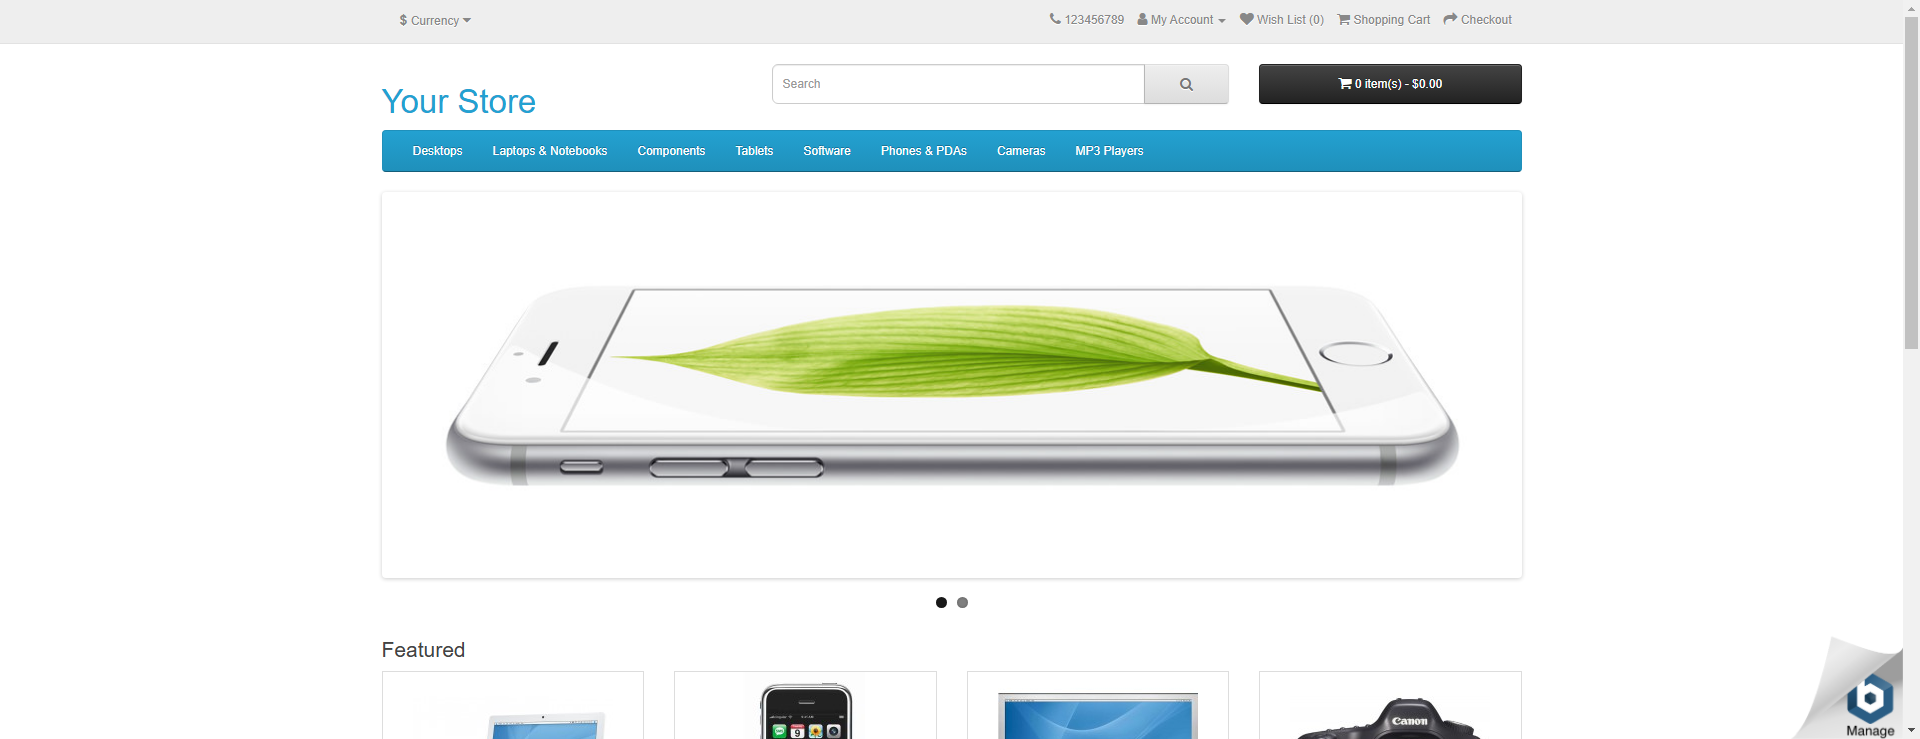 $ Currency
123456789 My Account Wish List (0) Shopping Cart Checkout
Your Store
Search
0 item(s) - $0.00
Desktops Laptops & Notebooks Components Tablets Software Phones & PDAs Cameras MP3 Players
Featured
9
Canon
Manage